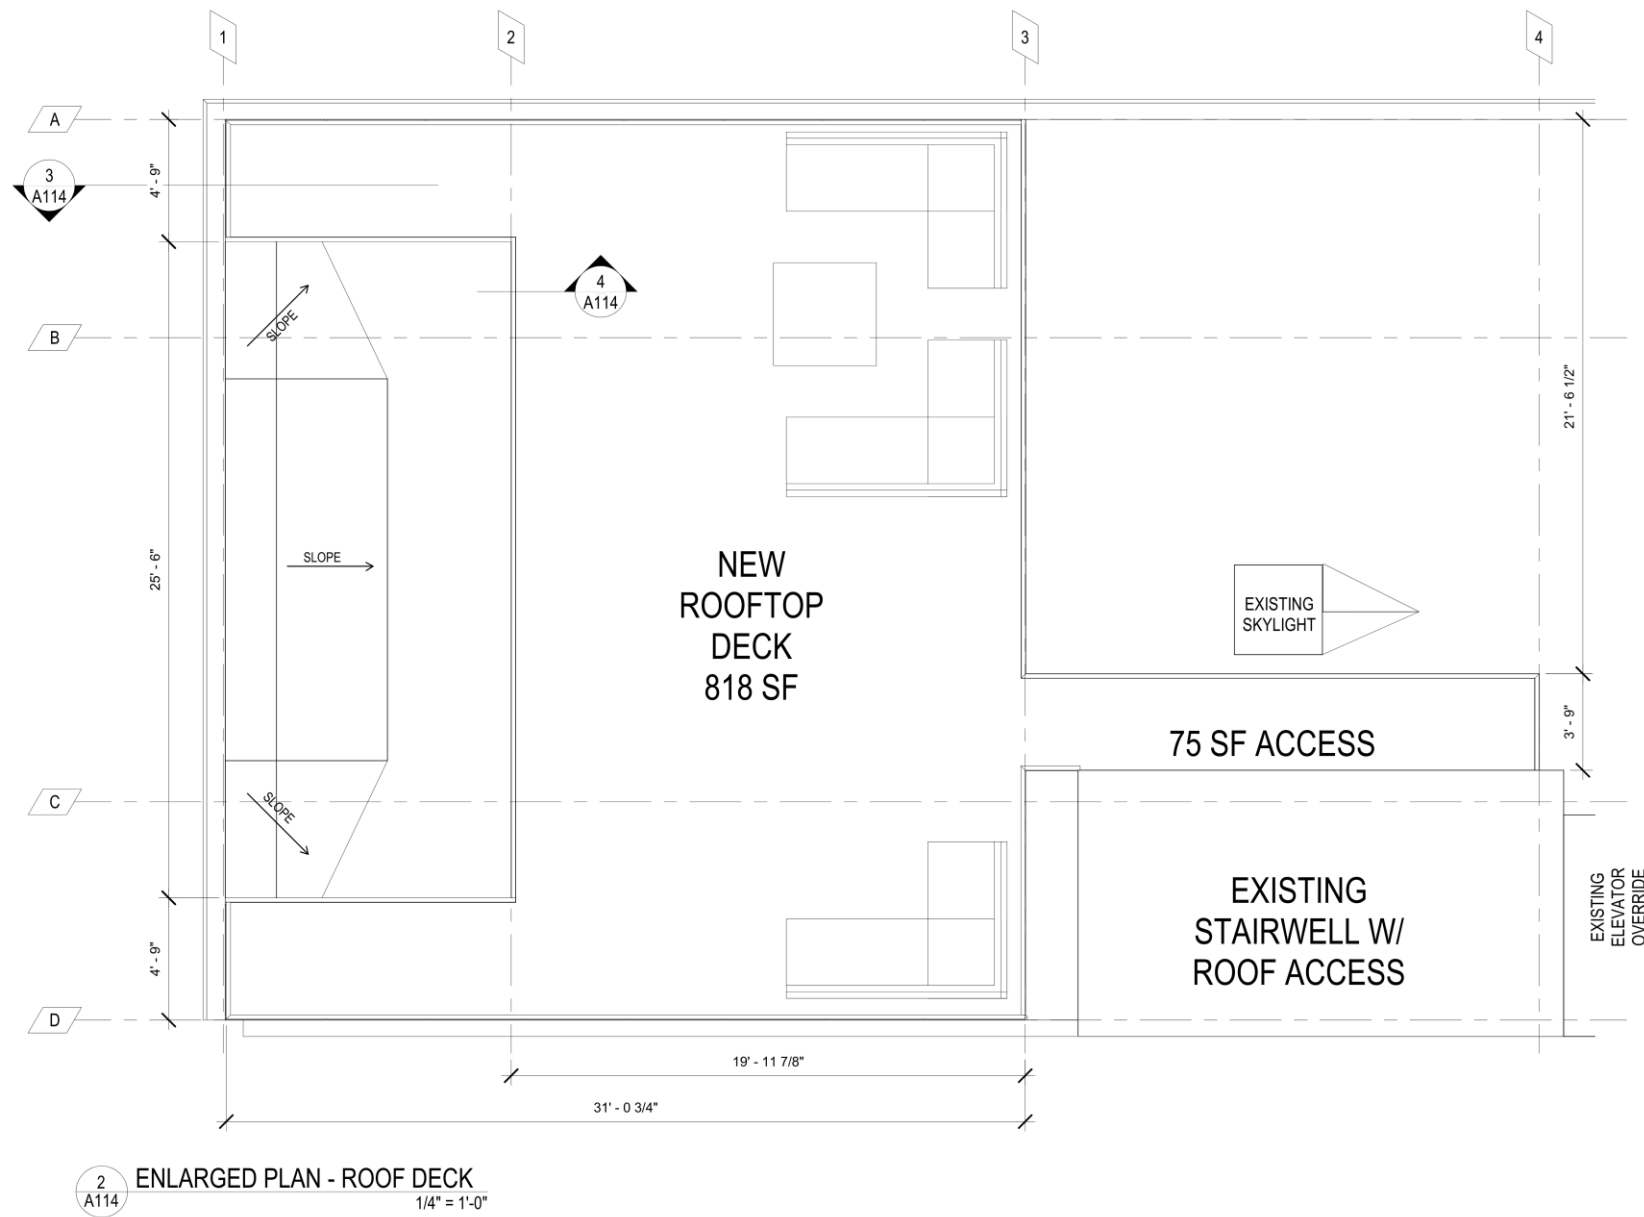 1
2
3
4
A
3
A114
4' - 9"
4
A114
SLOPE
B
21' - 6 1/2"
25' - 6"
SLOPE
NEW
ROOFTOP
DECK
818 SF
EXISTING
SKYLIGHT
3' - 9"
75 SF ACCESS
C
SLOPE
EXISTING
STAIRWELL W/
ROOF ACCESS
EXISTING
ELEVATOR
OVERRIDE
4' - 9"
D
19' - 11 7/8"
31' - 0 3/4"
2
A114
ENLARGED PLAN - ROOF DECK
1/4" = 1'-0"